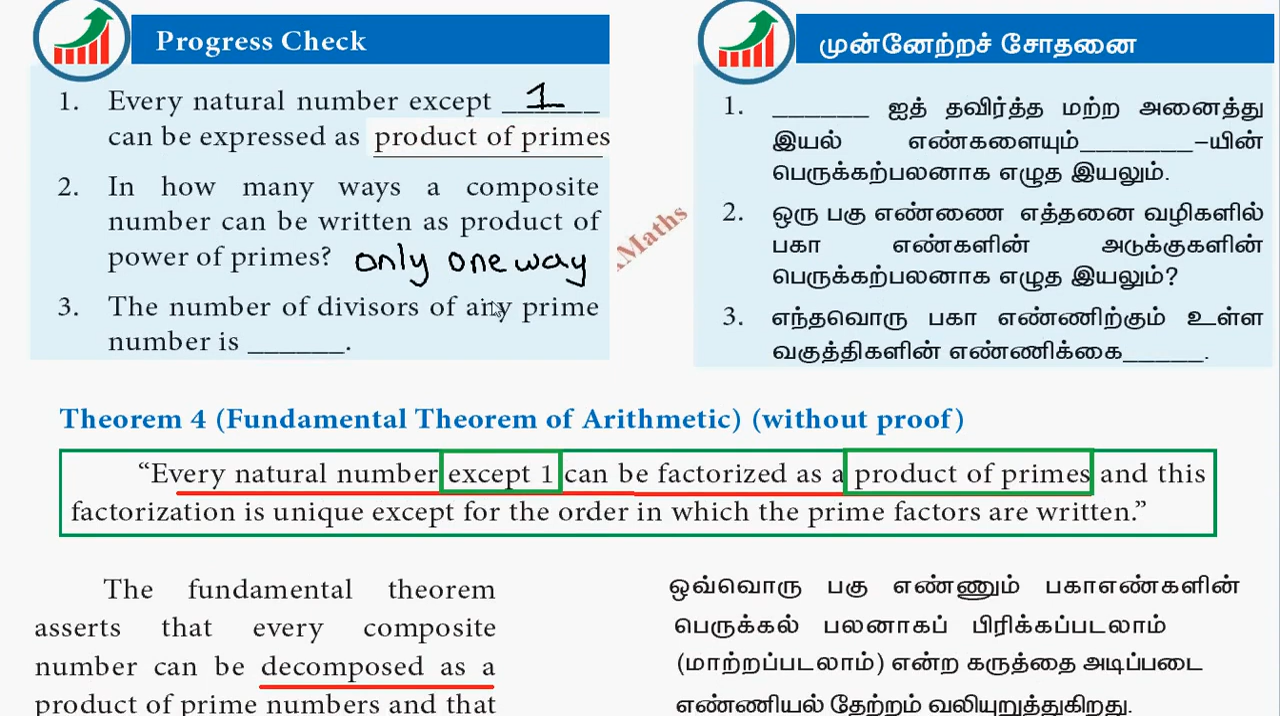 Progress Check
1. Every natural number except 1
can be expressed as product of primes
2. In how many ways a composite
number can be written as product of
power of primes? only one way
3. The number of divisors of any prime
number is ______.
முன்னேற்றச் சோதனை
1. ______ ஐத் தவிர்த்த மற்ற அனைத்து
இயல் எண்களையும்_______-யின்
பெருக்கற்பலனாக எழுத இயலும்.
2. ஒரு பகு எண்ணை எத்தனை வழிகளில்
பகா எண்களின் அடுக்குகளின்
பெருக்கற்பலனாக எழுத இயலும்?
3. எந்தவொரு பகா எண்ணிற்கும் உள்ள
வகுத்திகளின் எண்ணிக்கை_____.
Maths
Theorem 4 (Fundamental Theorem of Arithmetic) (without proof)
“Every natural number except 1 can be factorized as a product of primes and this
factorization is unique except for the order in which the prime factors are written.”
The fundamental theorem
asserts that every composite
number can be decomposed as a
product of prime numbers and that
ஒவ்வொரு பகு எண்ணும் பகாஎண்களின்
பெருக்கல் பலனாகப் பிரிக்கப்படலாம்
(மாற்றப்படலாம்) என்ற கருத்தை அடிப்படை
எண்ணியல் தேற்றம் வலியுறுத்துகிறது.